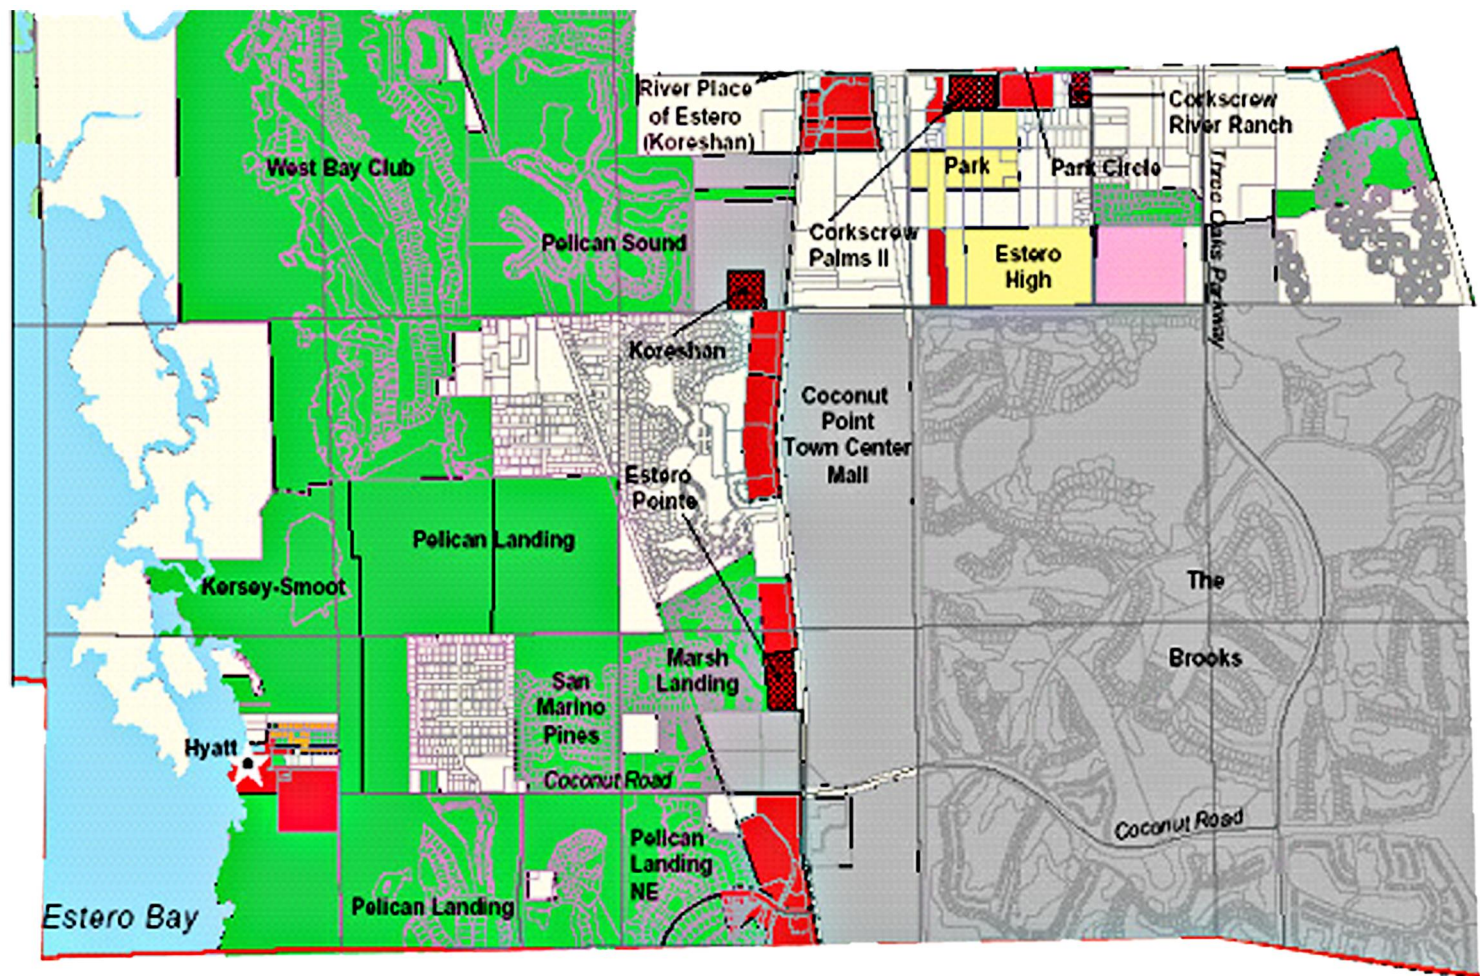 River Place
of Estero
(Koreshan)
Corkscrew
River Ranch
West Bay Club
Park
Park Circle
Three Oaks Parkway
Pelican Sound
Corkscrew
Palms II
Estero
High
Koreshan
Coconut
Point
Town Center
Mall
Estero
Pointe
Pelican Landing
Kersey-Smoot
The
Brooks
Marsh
Landing
San
Marino
Pines
Hyatt
Coconut Road
Coconut Road
Pelican
Landing
NE
Pelican Landing
Estero Bay